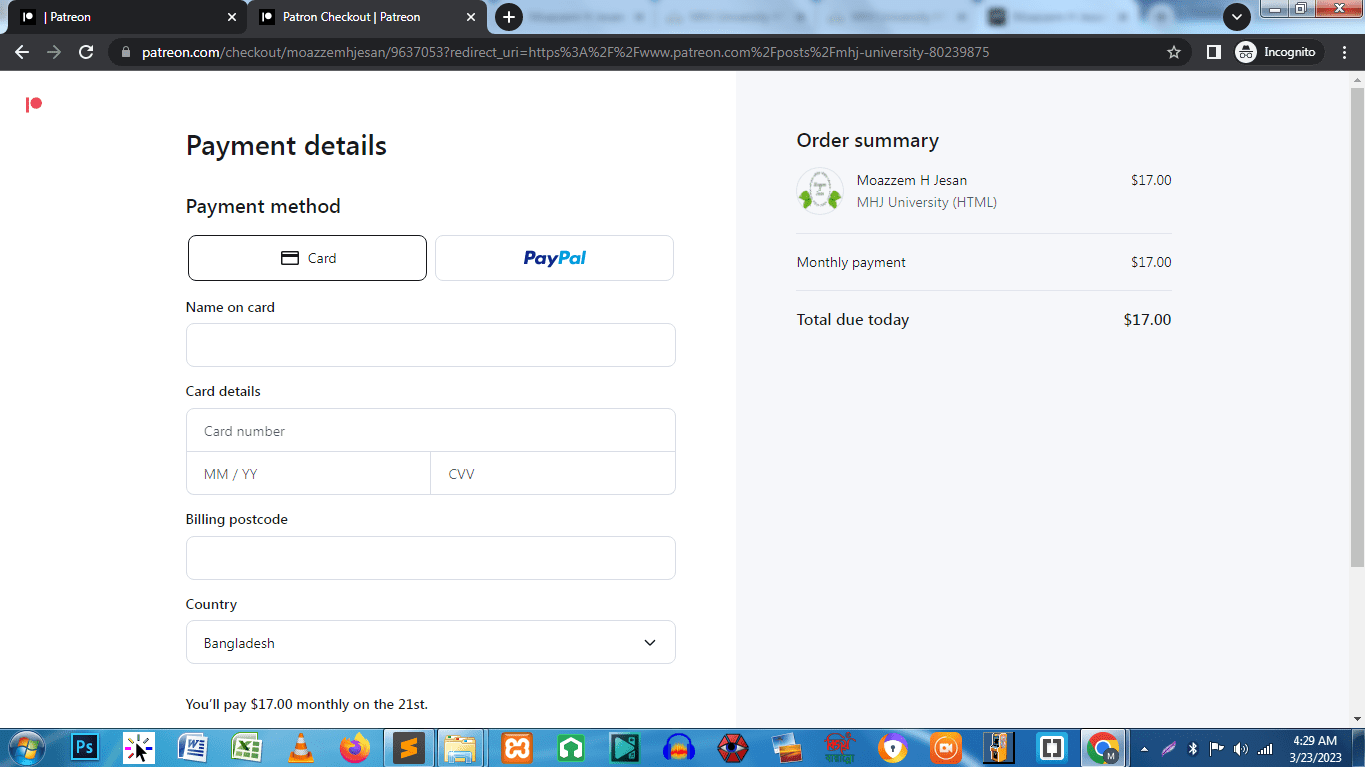 | Patreon
Patron Checkout | Patreon
patreon.com/checkout/moazzemhjesan/9637053?redirect_uri=https%3A%2F%2Fwww.patreon.com%2Fposts%2Fmhj-university-80239875
Incognito
Payment details
Payment method
Card
PayPal
Name on card
Card details
Card number
MM / YY
CVV
Billing postcode
Country
Bangladesh
You'll pay $17.00 monthly on the 21st.
Order summary
Moazzem H Jesan
$17.00
MHJ University (HTML)
Monthly payment
$17.00
Total due today
$17.00
Ps
4:29 AM
3/23/2023